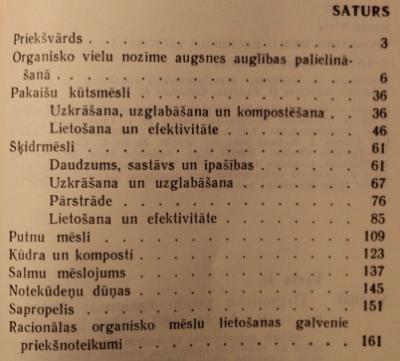 SATURS
Priekšvārds . . . . . . . . . . . . 3
Organisko vielu nozīme augsnes auglības palielinā-
šanā . . . . . . . . . . . . . . 6
Pakaišu kūtsmēsli . . . . . . . . . . 36
Uzkrāšana, uzglabāšana un kompostēšana . 36
Lietošana un efektivitāte . . . . . . 46
Šķidrmēsli . . . . . . . . . . . . 61
Daudzums, sastāvs un īpašības . . . . . 61
Uzkrāšana un uzglabāšana . . . . . . 67
Pārstrāde . . . . . . . . . . . 76
Lietošana un efektivitāte . . . . . . 85
Putnu mēsli . . . . . . . . . . . . 109
Kūdra un komposti . . . . . . . . . . 123
Salmu mēslojums . . . . . . . . . . 137
Notekūdeņu dūņas . . . . . . . . . . 145
Sapropelis . . . . . . . . . . . . 151
Racionālas organisko mēslu lietošanas galvenie
priekšnoteikumi . . . . . . . . . . 161